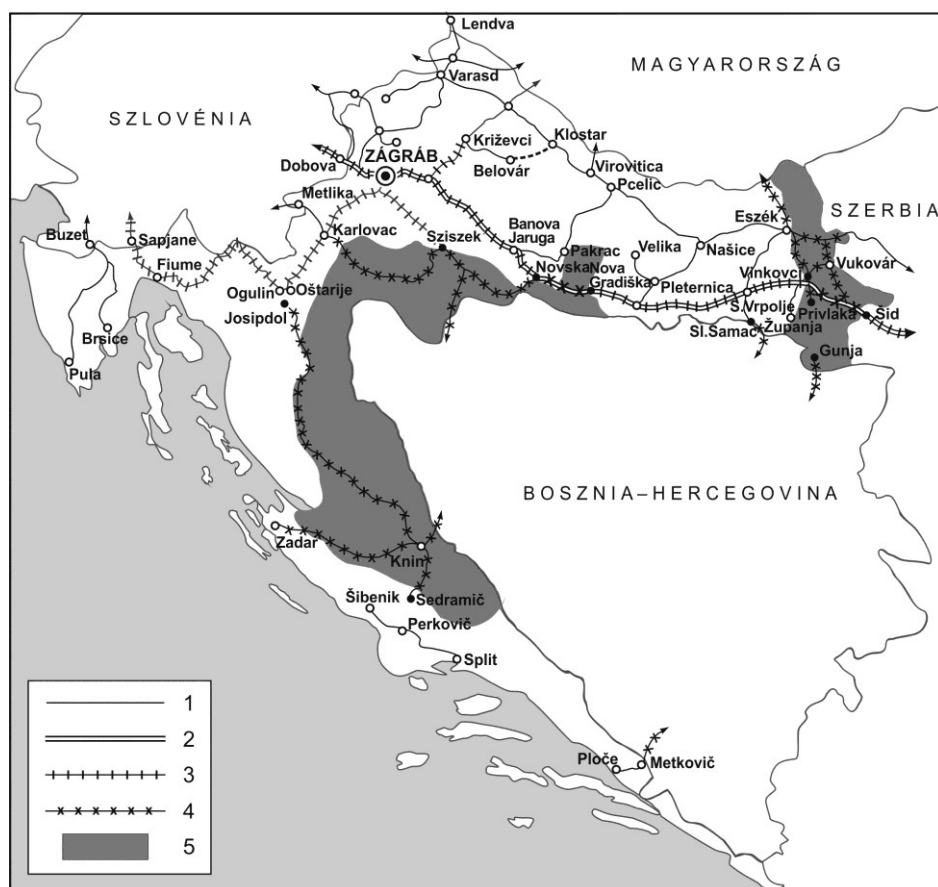 Lendva
MAGYARORSZÁG
Varasd
SZLOVÉNIA
Križevci
Klostar
ZÁGRÁB
Dobova
Belovár
Virovitica
Metlika
Pcelic
SZERBIA
Eszék
Buzet
Sapjane
Karlovac
Sziszek
Banova
Jaruga
Pakrac
Velika
Našice
Vukovár
Fiume
Novska
Nova
Gradiška
Vinkovci
Ogulin
Oštarije
Pleternica
S.Vrpolje
Privlaka
Josipdol
Sl.Samac
Županja
Sid
Brsice
Gunja
Pula
BOSZNIA–HERCEGOVINA
Zadar
Knin
Šibenik
Sedramič
Perkovič
Split
1
2
3
4
5
Ploče
Metkovič